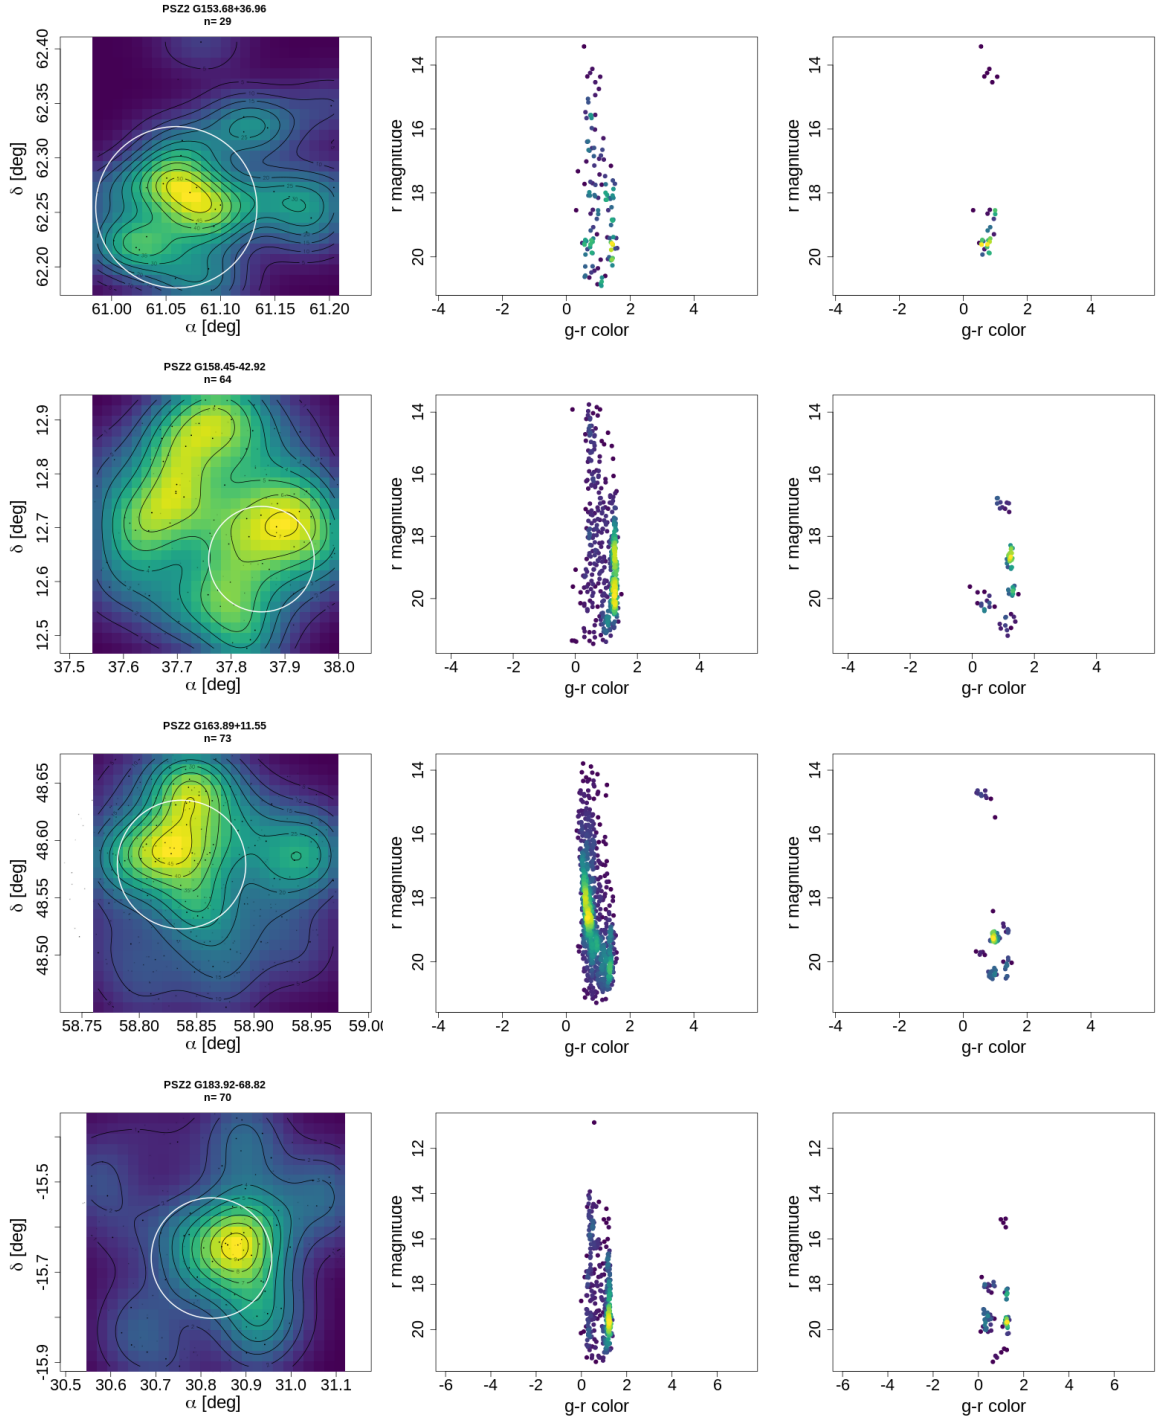 PSZ2 G153.68+36.96
n= 29
62.40
62.35
62.30
62.25
62.20
δ [deg]
61.00 61.05 61.10 61.15 61.20
α [deg]
14
16
18
20
r magnitude
-4 -2 0 2 4
g-r color
14
16
18
20
r magnitude
-4 -2 0 2 4
g-r color
PSZ2 G158.45-42.92
n= 64
12.9
12.8
12.7
12.6
12.5
δ [deg]
37.5 37.6 37.7 37.8 37.9 38.0
α [deg]
14
16
18
20
r magnitude
-4 -2 0 2 4
g-r color
14
16
18
20
r magnitude
-4 -2 0 2 4
g-r color
PSZ2 G163.89+11.55
n= 73
48.65
48.60
48.55
48.50
δ [deg]
58.75 58.80 58.85 58.90 58.95 59.00
α [deg]
14
16
18
20
r magnitude
-4 -2 0 2 4
g-r color
14
16
18
20
r magnitude
-4 -2 0 2 4
g-r color
PSZ2 G183.92-68.82
n= 70
-15.5
-15.7
-15.9
δ [deg]
30.5 30.6 30.7 30.8 30.9 31.0 31.1
α [deg]
12
14
16
18
20
r magnitude
-6 -4 -2 0 2 4 6
g-r color
12
14
16
18
20
r magnitude
-6 -4 -2 0 2 4 6
g-r color